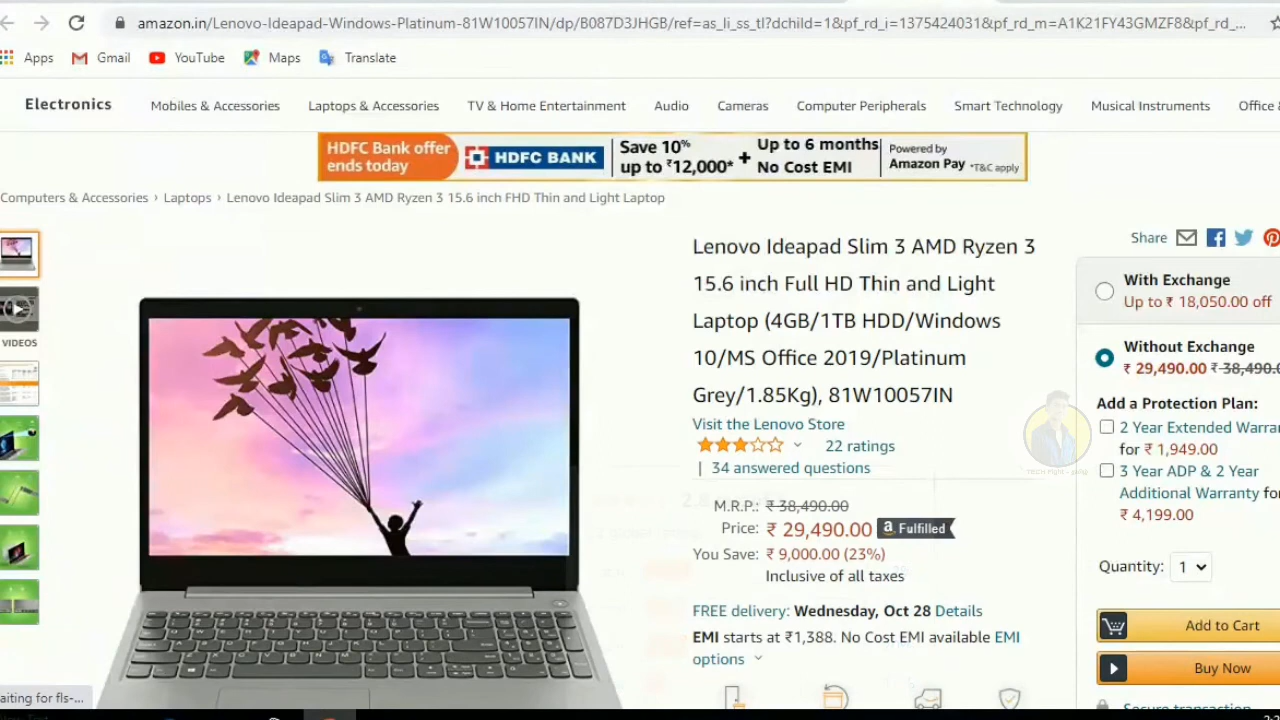 amazon.in/Lenovo-Ideapad-Windows-Platinum-81W10057IN/dp/B087D3JHGB/ref=as_li_ss_tl?dchild=1&pf_rd_i=1375424031&pf_rd_m=A1K21FY43GMZF8&pf_rd_w...
Apps Gmail YouTube Maps Translate
Electronics Mobiles & Accessories Laptops & Accessories TV & Home Entertainment Audio Cameras Computer Peripherals Smart Technology Musical Instruments Office &
HDFC Bank offer
ends today
HDFC BANK
Save 10%
up to ₹12,000*
+
Up to 6 months
No Cost EMI
Powered by
Amazon Pay *T&C apply
Computers & Accessories › Laptops › Lenovo Ideapad Slim 3 AMD Ryzen 3 15.6 inch FHD Thin and Light Laptop
VIDEOS
Lenovo Ideapad Slim 3 AMD Ryzen 3
15.6 inch Full HD Thin and Light
Laptop (4GB/1TB HDD/Windows
10/MS Office 2019/Platinum
Grey/1.85Kg), 81W10057IN
Visit the Lenovo Store
22 ratings
| 34 answered questions
M.R.P.: ₹ 38,490.00
Price: ₹ 29,490.00 a Fulfilled
You Save: ₹ 9,000.00 (23%)
Inclusive of all taxes
FREE delivery: Wednesday, Oct 28 Details
EMI starts at ₹1,388. No Cost EMI available EMI
options
Share
With Exchange
Up to ₹ 18,050.00 off
Without Exchange
₹ 29,490.00 ₹ 38,490.0
Add a Protection Plan:
2 Year Extended Warra
for ₹ 1,949.00
3 Year ADP & 2 Year
Additional Warranty for
₹ 4,199.00
Quantity: 1
Add to Cart
Buy Now
Secure transaction
aiting for fls-...